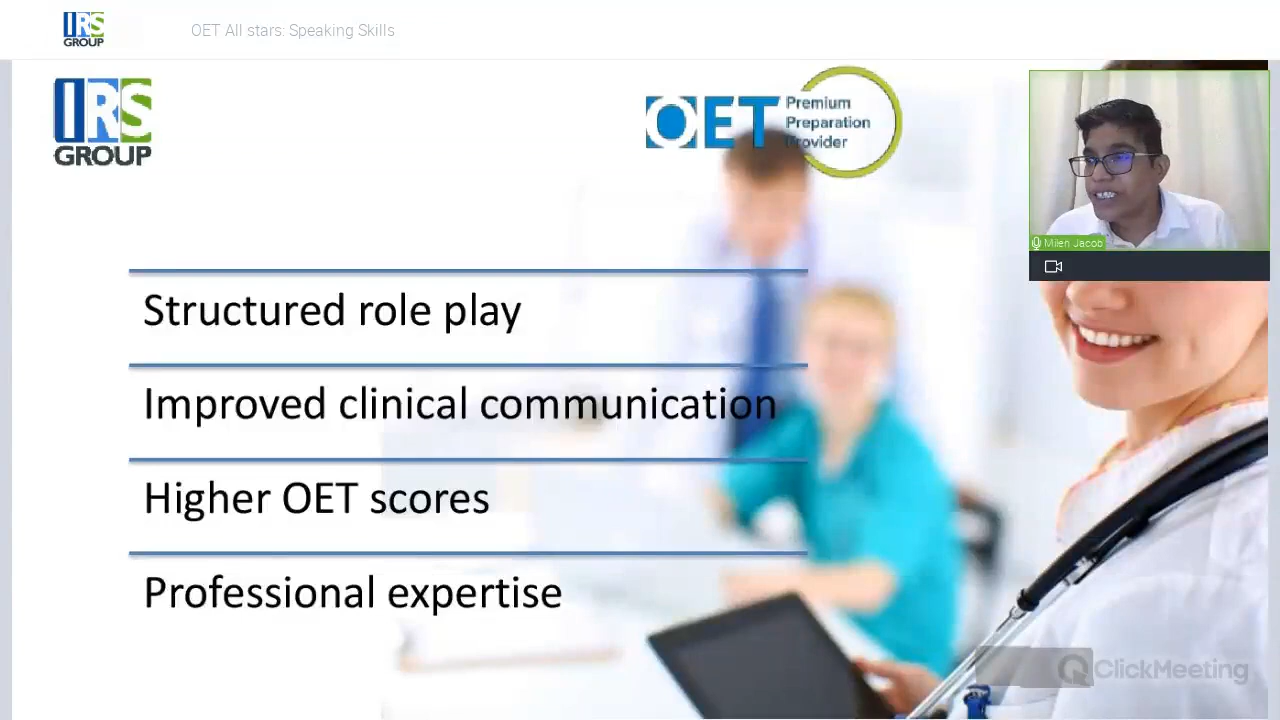 IRS
GROUP
OET All stars: Speaking Skills
IRS
GROUP
OET
Premium
Preparation
Provider
Milen Jacob
Structured role play
Improved clinical communication
Higher OET scores
Professional expertise
ClickMeeting